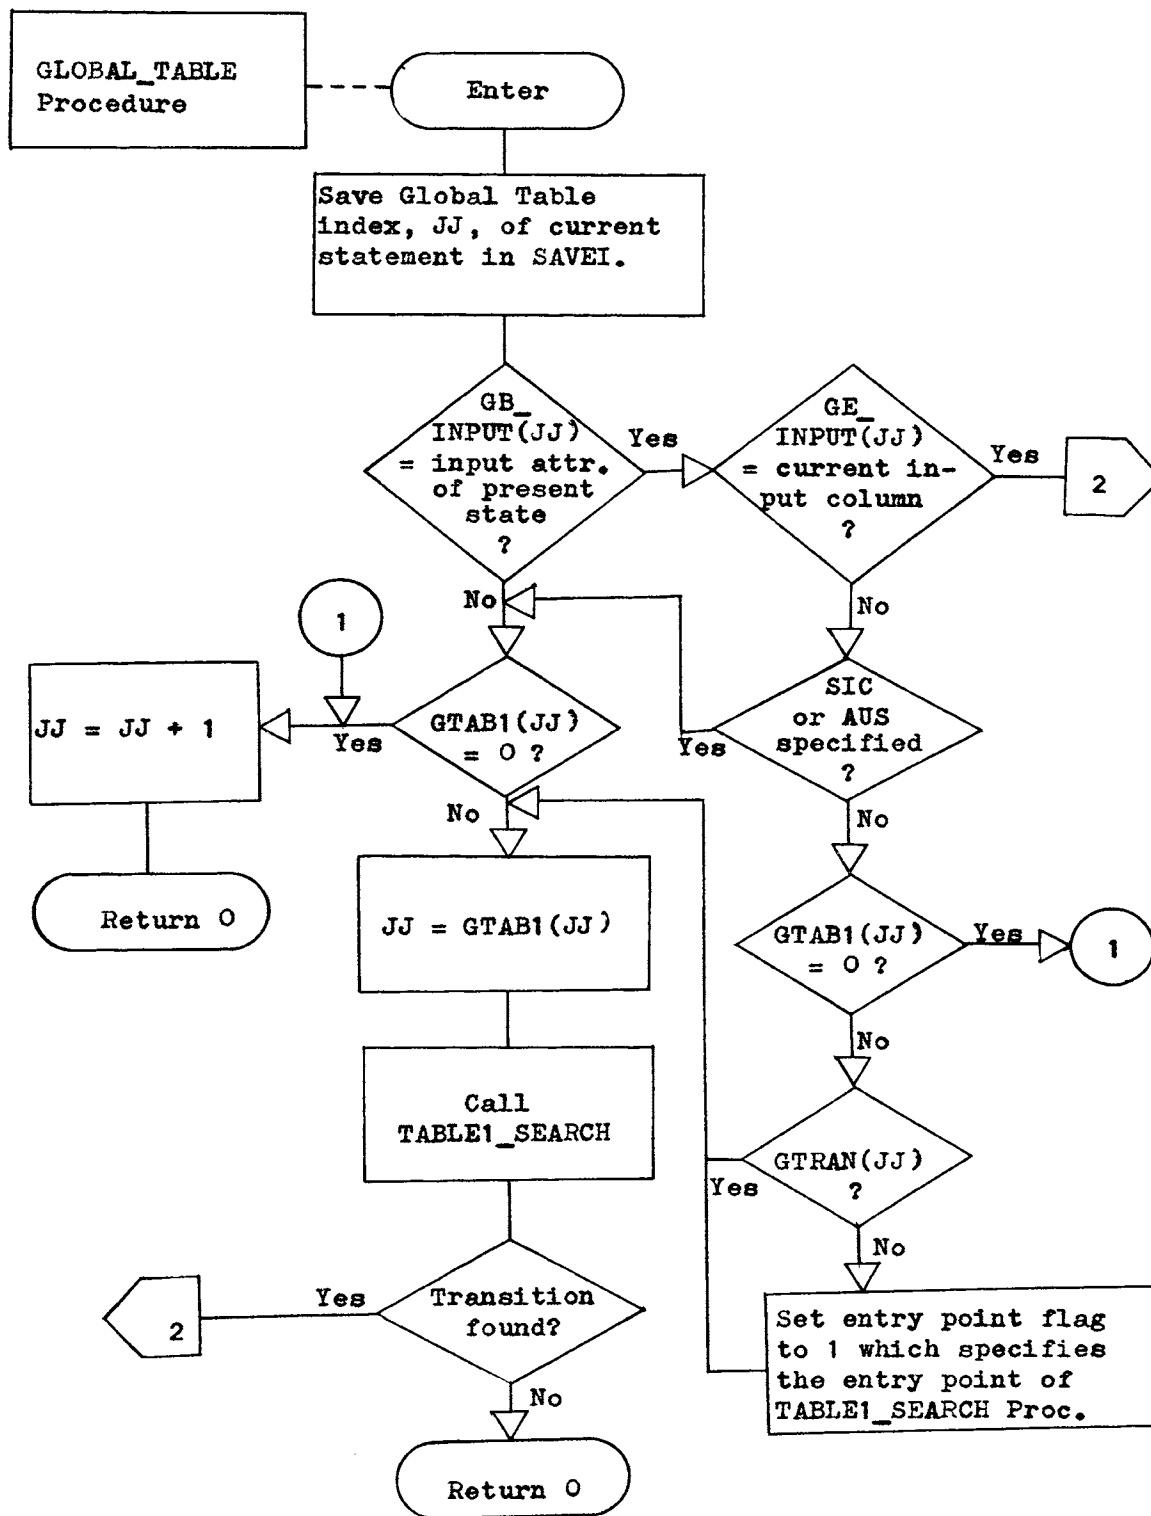 GLOBAL_TABLE
Procedure
Enter
Save Global Table
index, JJ, of current
statement in SAVEI.
GB_
INPUT(JJ)
= input attr.
of present
state
?
Yes
GE_
INPUT(JJ)
= current in-
put column
?
Yes
2
No
No
1
SIC
or AUS
specified
?
Yes
JJ = JJ + 1
Yes
GTAB1(JJ)
= 0 ?
No
No
Return 0
JJ = GTAB1(JJ)
GTAB1(JJ)
= 0 ?
Yes
1
No
Call
TABLE1_SEARCH
GTRAN(JJ)
?
Yes
No
2
Yes
Transition
found?
Set entry point flag
to 1 which specifies
the entry point of
TABLE1_SEARCH Proc.
No
Return 0